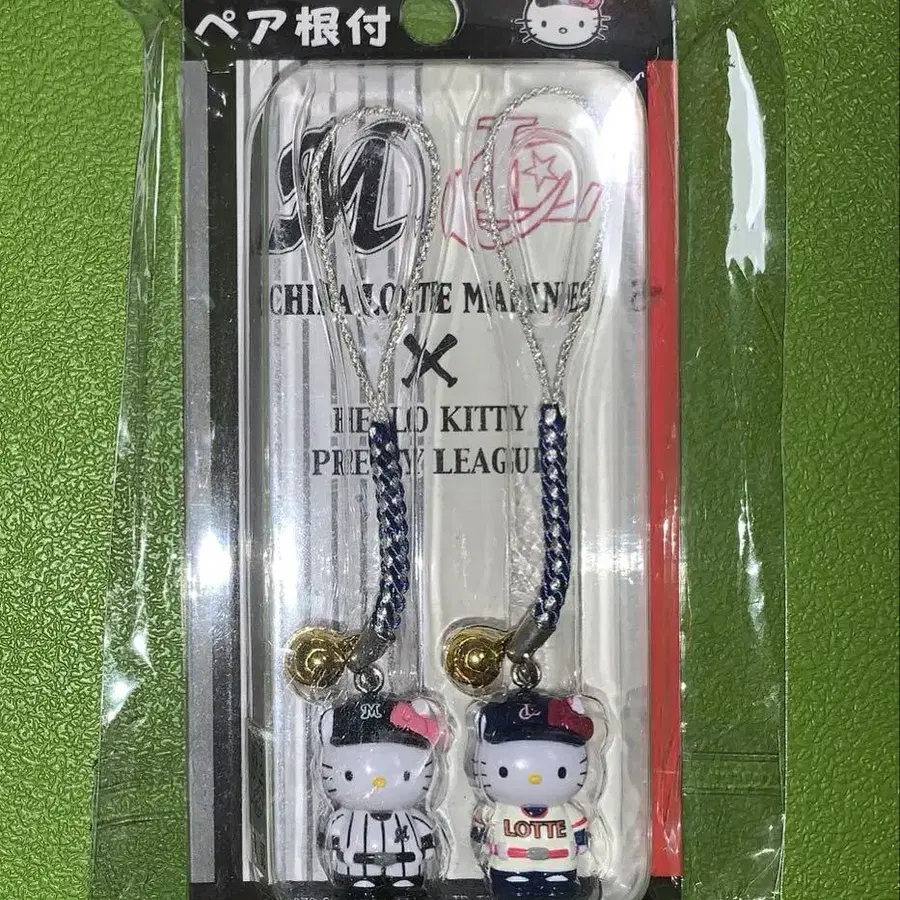 ペア根付
M
CHIBA LOTTE MARINES
HELLO KITTY
PRETTY LEAGUE
M
LOTTE